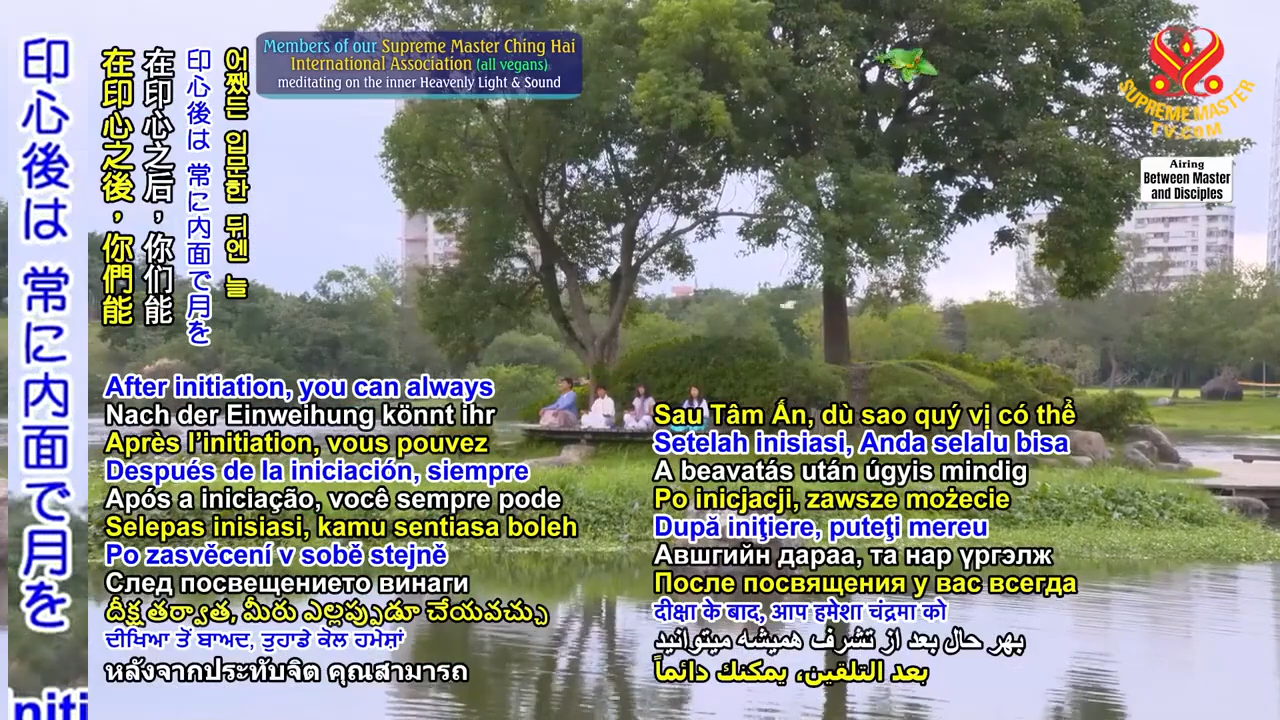 印心後は 常に内面で月を
在印心之後，你們能
在印心之后，你们能
印心後は 常に内面で月を
어쨌든 입문한 뒤엔 늘
Members of our Supreme Master Ching Hai
International Association (all vegans)
meditating on the inner Heavenly Light & Sound
SUPREME MASTER
TV.COM
Airing
Between Master
and Disciples
After initiation, you can always
Nach der Einweihung könnt ihr
Après l'initiation, vous pouvez
Después de la iniciación, siempre
Após a iniciação, você sempre pode
Selepas inisiasi, kamu sentiasa boleh
Po zasvěcení v sobě stejně
След посвещението винаги
దీక్ష తర్వాత, మీరు ఎల్లప్పుడూ చేయవచ్చు
ਦੀਖਿਆ ਤੋਂ ਬਾਅਦ, ਤੁਹਾਡੇ ਕੋਲ ਹਮੇਸ਼ਾਂ
หลังจากประทับจิต คุณสามารถ
Sau Tâm Ấn, dù sao quý vị có thể
Setelah inisiasi, Anda selalu bisa
A beavatás után úgyis mindig
Po inicjacji, zawsze możecie
După iniţiere, puteţi mereu
Авшгийн дараа, та нар үргэлж
После посвящения у вас всегда
दीक्षा के बाद, आप हमेशा चंद्रमा को
بهر حال بعد از تشرف همیشه میتوانید
بعد التلقين، يمكنك دائماً
niti